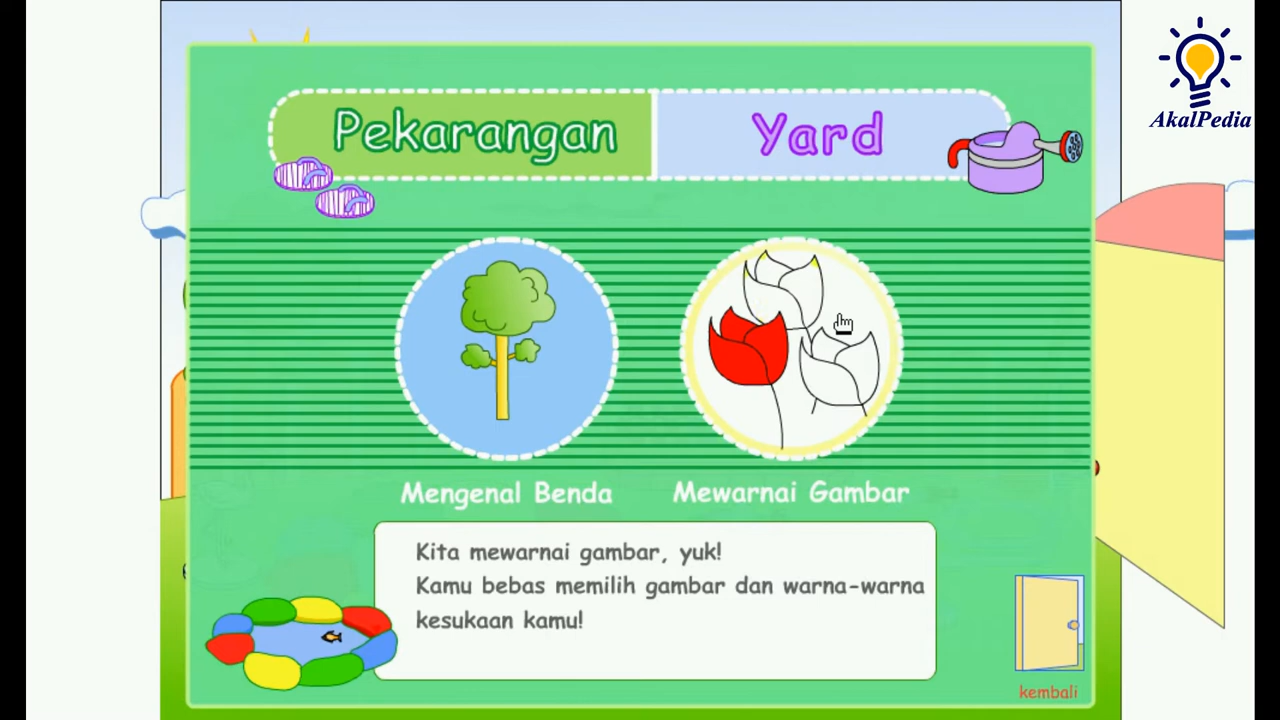 AkalPedia
Pekarangan
Yard
Mengenal Benda
Mewarnai Gambar
Kita mewarnai gambar, yuk!
Kamu bebas memilih gambar dan warna-warna
kesukaan kamu!
kembali